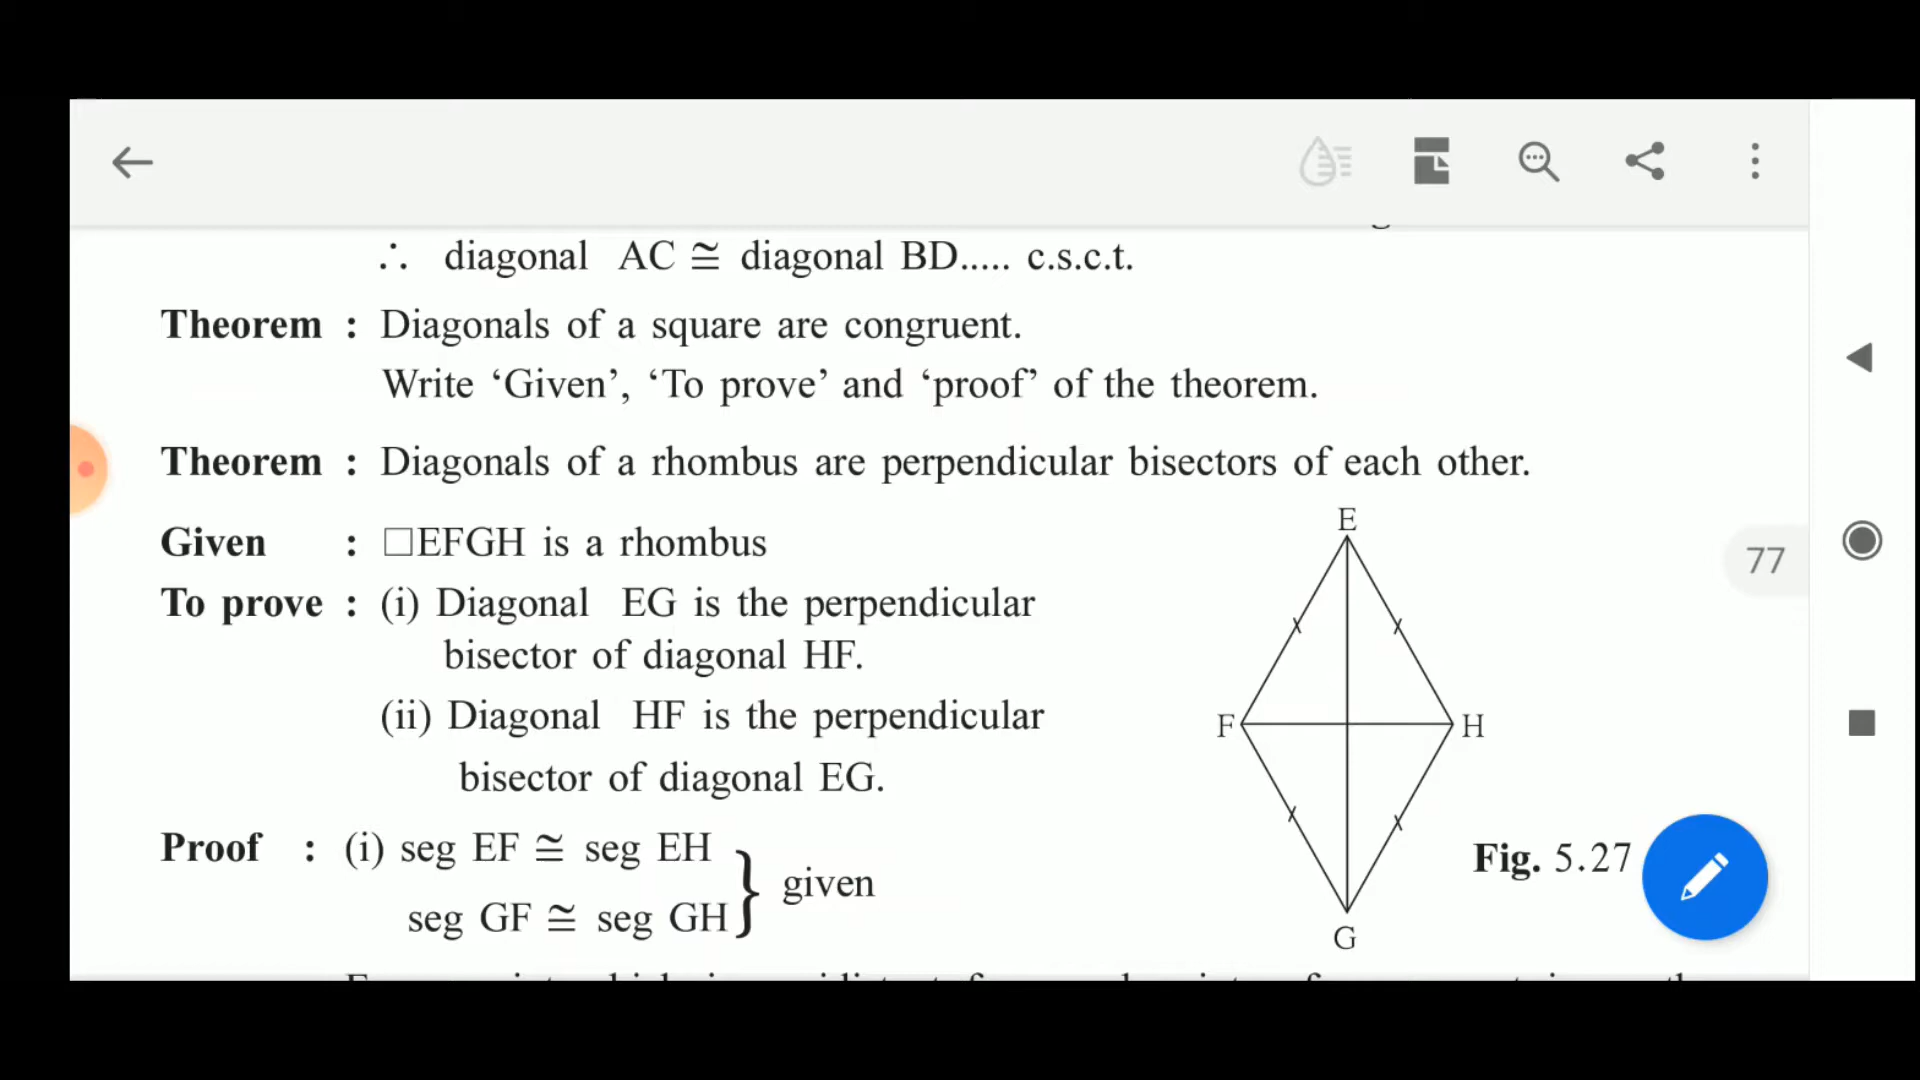 ∴ diagonal AC ≅ diagonal BD..... c.s.c.t.
Theorem : Diagonals of a square are congruent.
Write ‘Given’, ‘To prove’ and ‘proof’ of the theorem.
Theorem : Diagonals of a rhombus are perpendicular bisectors of each other.
Given : □EFGH is a rhombus
To prove : (i) Diagonal EG is the perpendicular
bisector of diagonal HF.
(ii) Diagonal HF is the perpendicular
bisector of diagonal EG.
Proof : (i) seg EF ≅ seg EH
seg GF ≅ seg GH } given
E
F
H
G
Fig. 5.27
77